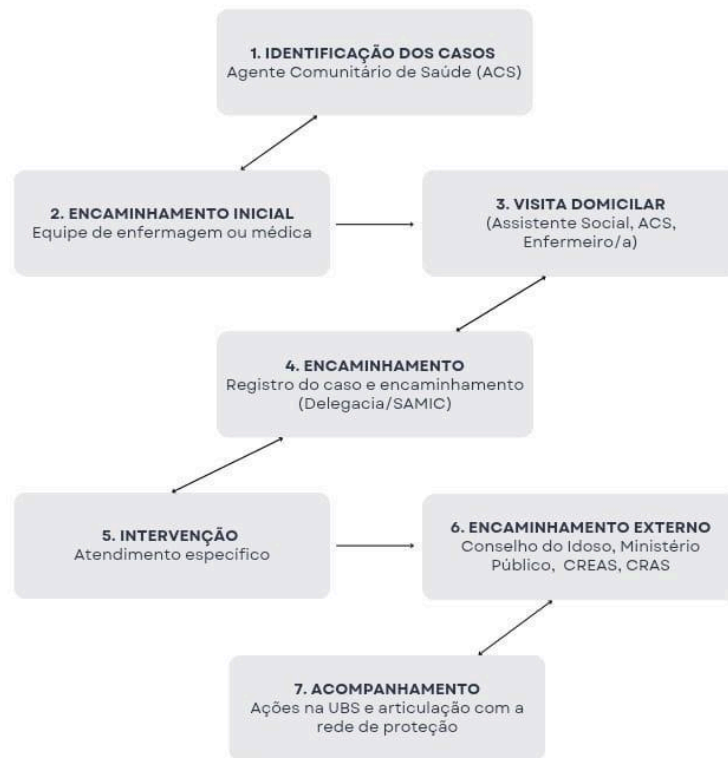 1. IDENTIFICAÇÃO DOS CASOS
Agente Comunitário de Saúde (ACS)
2. ENCAMINHAMENTO INICIAL
Equipe de enfermagem ou médica
3. VISITA DOMICILAR
(Assistente Social, ACS,
Enfermeiro/a)
4. ENCAMINHAMENTO
Registro do caso e encaminhamento
(Delegacia/SAMIC)
5. INTERVENÇÃO
Atendimento específico
6. ENCAMINHAMENTO EXTERNO
Conselho do Idoso, Ministério
Público, CREAS, CRAS
7. ACOMPANHAMENTO
Ações na UBS e articulação com a
rede de proteção